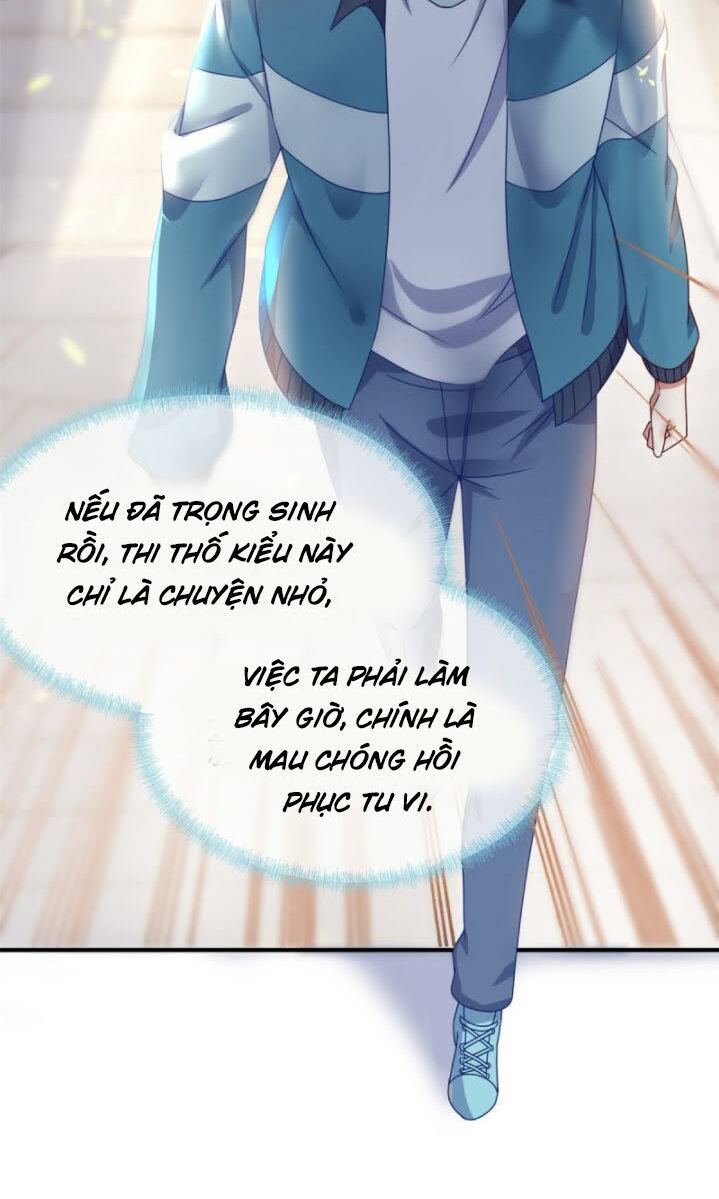 NẾU ĐÃ TRỌNG SINH
RỒI, THI THỐ KIỂU NÀY
CHỈ LÀ CHUYỆN NHỎ,
VIỆC TA PHẢI LÀM
BÂY GIỜ, CHÍNH LÀ
MAU CHÓNG HỒI
PHỤC TU VI.